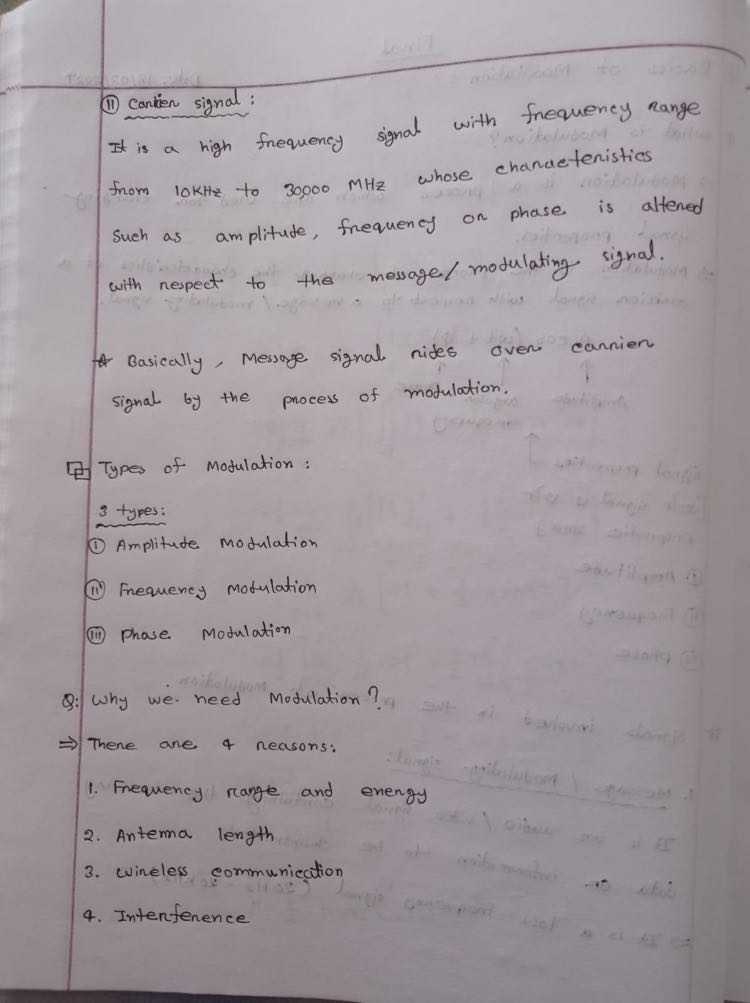 (ii) Carrier signal :
It is a high frequency signal with frequency range
from 10KHz to 30,000 MHz whose characteristics
such as amplitude, frequency or phase is altered
with respect to the message/modulating signal.
* Basically, Message signal rides over carrier
signal by the process of modulation.
Types of Modulation :
3 types:
(i) Amplitude Modulation
(ii) Frequency Modulation
(iii) Phase Modulation
Q: Why we need Modulation?
⇒ There are 4 reasons:
1. Frequency range and energy
2. Antenna length
3. wireless communication
4. Interference